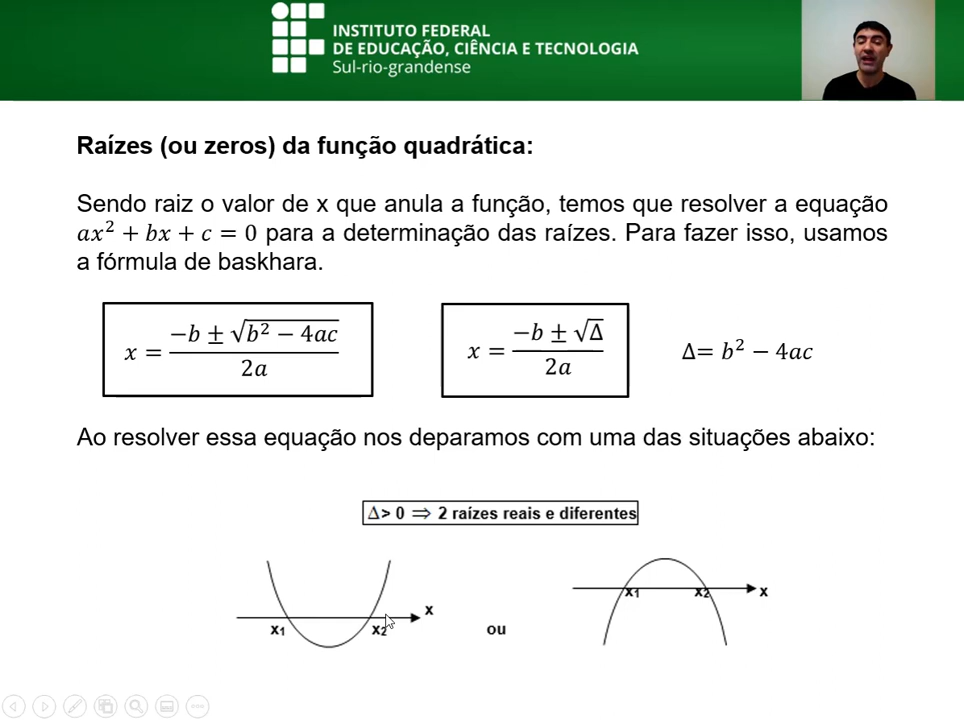 INSTITUTO FEDERAL
DE EDUCAÇÃO, CIÊNCIA E TECNOLOGIA
Sul-rio-grandense
Raízes (ou zeros) da função quadrática:
Sendo raiz o valor de x que anula a função, temos que resolver a equação
ax² + bx + c = 0 para a determinação das raízes. Para fazer isso, usamos
a fórmula de baskhara.
x = (−b ± √(b² − 4ac)) / 2a
x = (−b ± √Δ) / 2a
Δ= b² − 4ac
Ao resolver essa equação nos deparamos com uma das situações abaixo:
Δ> 0 ⟹ 2 raízes reais e diferentes
x1 x2 x
ou
x1 x2 x